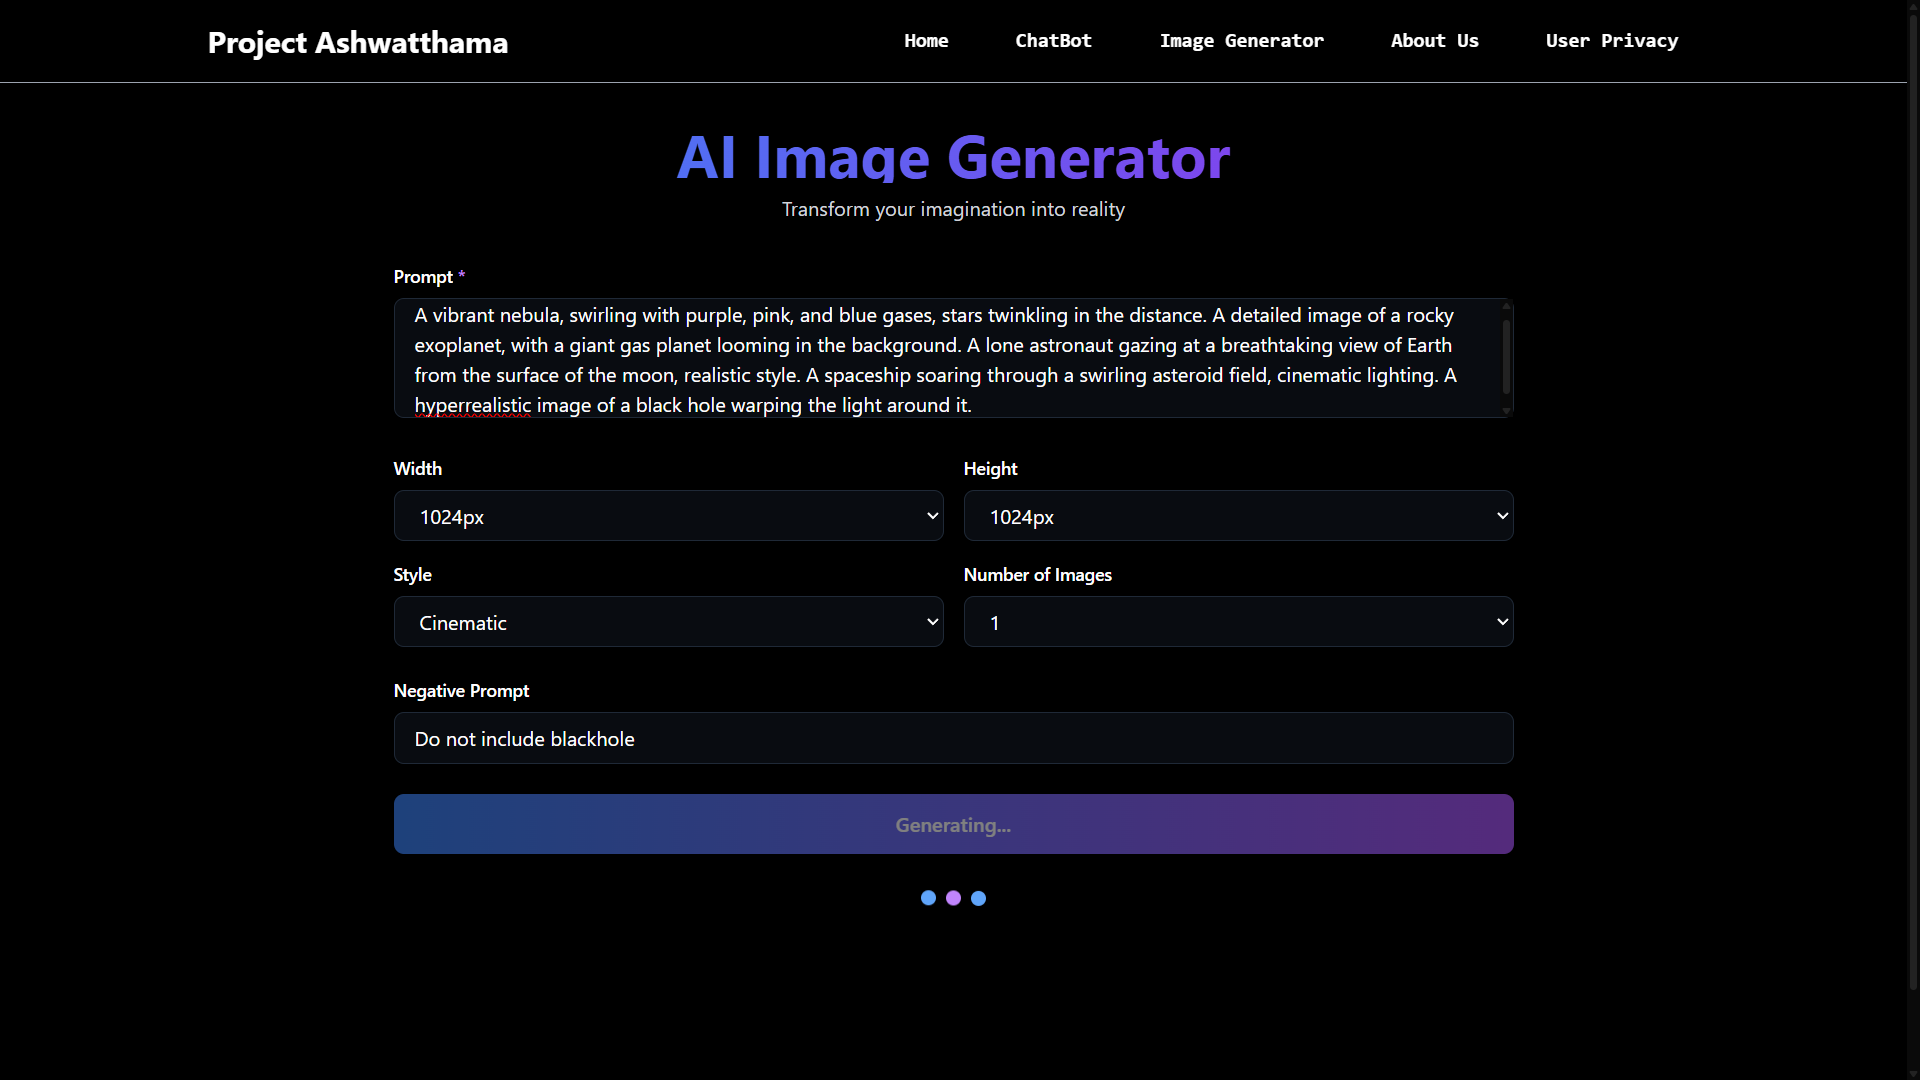 Project Ashwatthama
Home
ChatBot
Image Generator
About Us
User Privacy
AI Image Generator
Transform your imagination into reality
Prompt *
A vibrant nebula, swirling with purple, pink, and blue gases, stars twinkling in the distance. A detailed image of a rocky
exoplanet, with a giant gas planet looming in the background. A lone astronaut gazing at a breathtaking view of Earth
from the surface of the moon, realistic style. A spaceship soaring through a swirling asteroid field, cinematic lighting. A
hyperrealistic image of a black hole warping the light around it.
Width
Height
1024px
1024px
Style
Number of Images
Cinematic
1
Negative Prompt
Do not include blackhole
Generating...